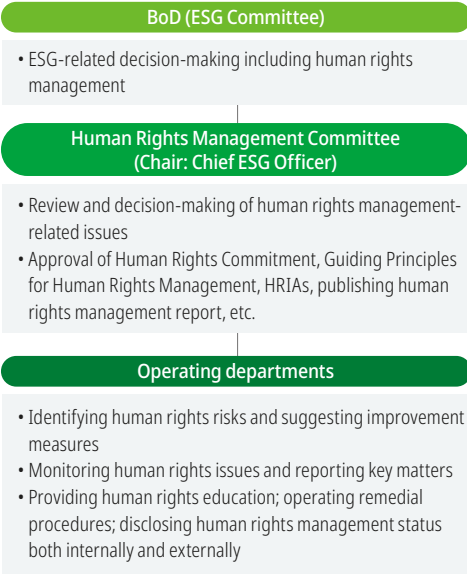 BoD (ESG Committee)
• ESG-related decision-making including human rights
management
Human Rights Management Committee
(Chair: Chief ESG Officer)
• Review and decision-making of human rights management-
related issues
• Approval of Human Rights Commitment, Guiding Principles
for Human Rights Management, HRIAs, publishing human
rights management report, etc.
Operating departments
• Identifying human rights risks and suggesting improvement
measures
• Monitoring human rights issues and reporting key matters
• Providing human rights education; operating remedial
procedures; disclosing human rights management status
both internally and externally